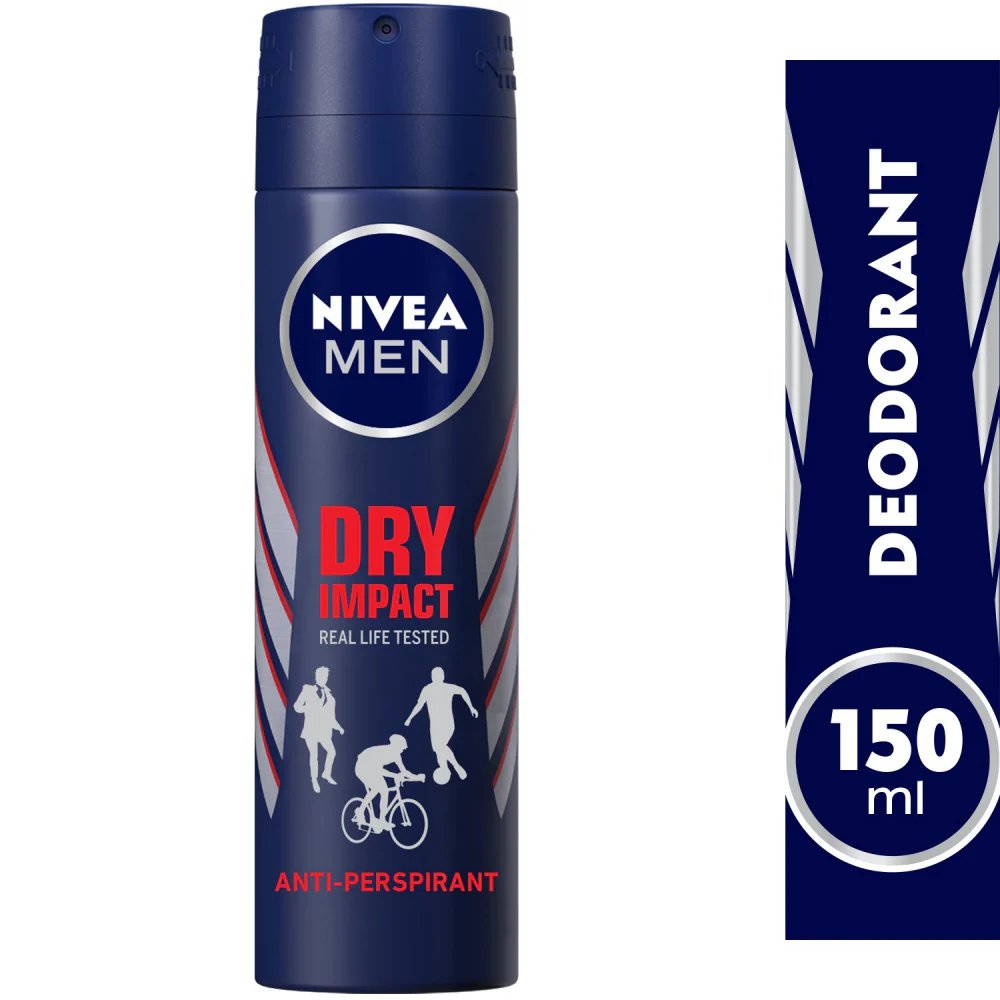 NIVEA
MEN
DRY
IMPACT
REAL LIFE TESTED
ANTI-PERSPIRANT
DEODORANT
150
ml